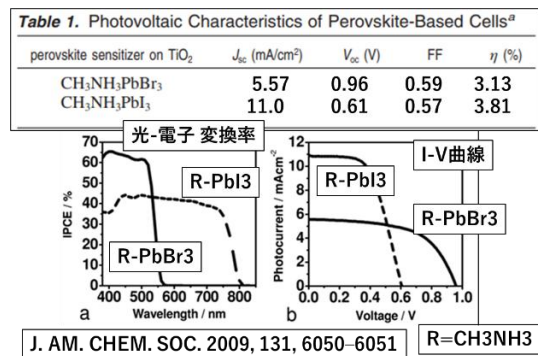 Table 1. Photovoltaic Characteristics of Perovskite-Based Cellsᵃ
perovskite sensitizer on TiO₂ Jsc (mA/cm²) Voc (V) FF η (%)
CH₃NH₃PbBr₃ 5.57 0.96 0.59 3.13
CH₃NH₃PbI₃ 11.0 0.61 0.57 3.81
光-電子 変換率
I-V曲線
70
60
50
40
30
20
10
0
IPCE / %
R-PbI3
R-PbBr3
400 500 600 700 800
a Wavelength / nm
12
10
8
6
4
2
0
Photocurrent / mAcm⁻²
R-PbI3
R-PbBr3
0.0 0.2 0.4 0.6 0.8
b Voltage / V
J. AM. CHEM. SOC. 2009, 131, 6050–6051
R=CH3NH3